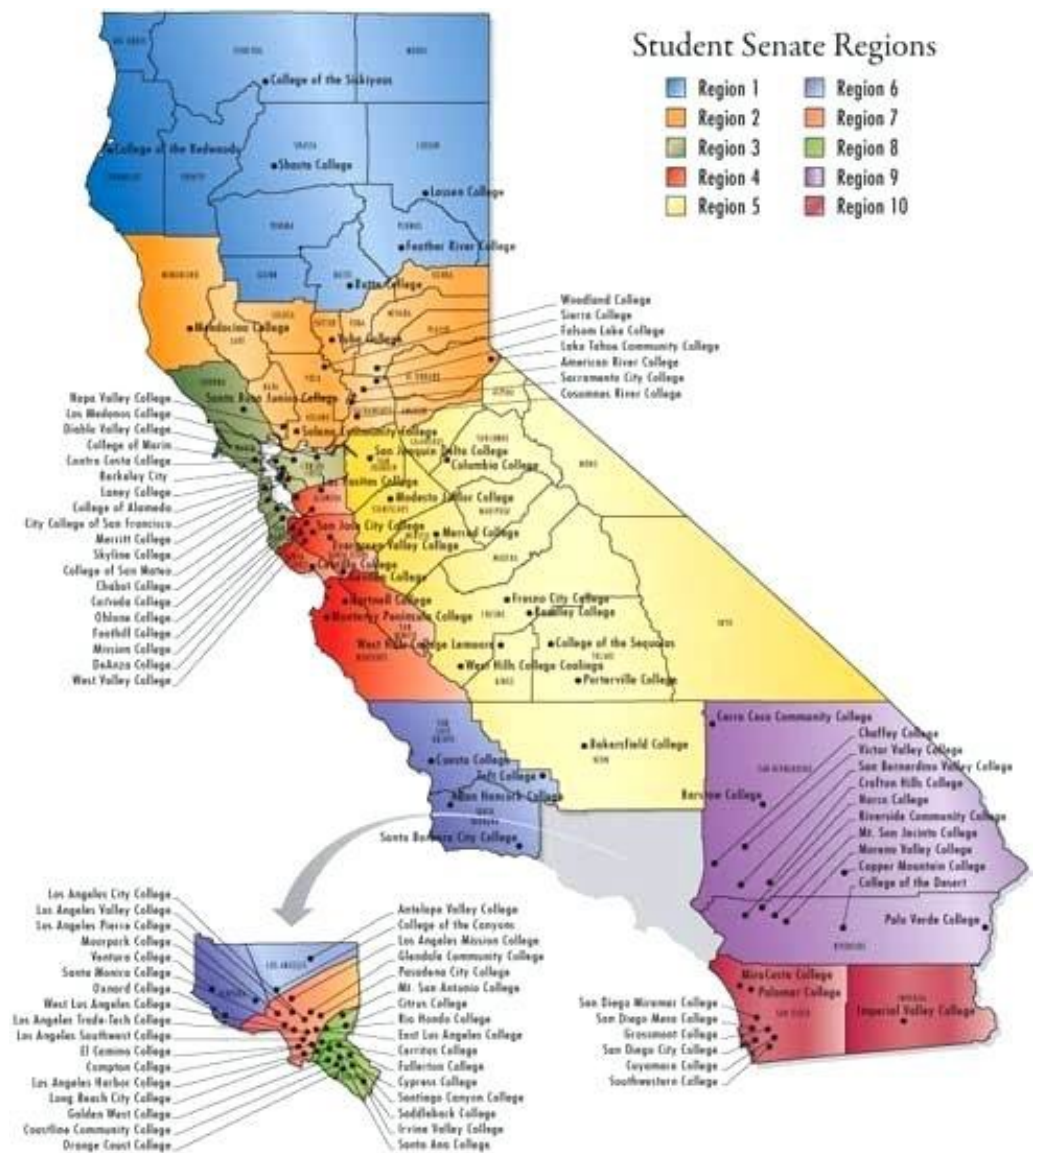 Student Senate Regions
Region 1
Region 2
Region 3
Region 4
Region 5
Region 6
Region 7
Region 8
Region 9
Region 10
College of the Siskiyous
College of the Redwoods
Shasta College
Lassen College
Feather River College
Butte College
Mendocino College
Yuba College
Woodland College
Sierra College
Folsom Lake College
Lake Tahoe Community College
American River College
Sacramento City College
Cosumnes River College
Santa Rosa Junior College
Solano Community College
Napa Valley College
Los Medanos College
Diablo Valley College
College of Marin
Contra Costa College
Berkeley City
Laney College
College of Alameda
City College of San Francisco
Merritt College
Skyline College
College of San Mateo
Chabot College
Cañada College
Ohlone College
Foothill College
Mission College
DeAnza College
West Valley College
San Joaquin Delta College
Columbia College
Las Positas College
Modesto Junior College
San Jose City College
Merced College
Evergreen Valley College
Cabrillo College
Gavilan College
Hartnell College
Monterey Peninsula College
Fresno City College
Reedley College
West Hills College Lemoore
College of the Sequoias
West Hills College Coalinga
Porterville College
Bakersfield College
Cuesta College
Taft College
Allan Hancock College
Santa Barbara City College
Cerro Coso Community College
Chaffey College
Victor Valley College
San Bernardino Valley College
Crafton Hills College
Norco College
Riverside Community College
Mt. San Jacinto College
Moreno Valley College
Copper Mountain College
College of the Desert
Barstow College
Palo Verde College
MiraCosta College
Palomar College
Imperial Valley College
San Diego Miramar College
San Diego Mesa College
Grossmont College
San Diego City College
Cuyamaca College
Southwestern College
Los Angeles City College
Los Angeles Valley College
Los Angeles Pierce College
Moorpark College
Ventura College
Santa Monica College
Oxnard College
West Los Angeles College
Los Angeles Trade-Tech College
Los Angeles Southwest College
El Camino College
Compton College
Los Angeles Harbor College
Long Beach City College
Golden West College
Coastline Community College
Orange Coast College
Antelope Valley College
College of the Canyons
Los Angeles Mission College
Glendale Community College
Pasadena City College
Mt. San Antonio College
Citrus College
Rio Hondo College
East Los Angeles College
Cerritos College
Fullerton College
Cypress College
Santiago Canyon College
Saddleback College
Irvine Valley College
Santa Ana College
LOS ANGELES